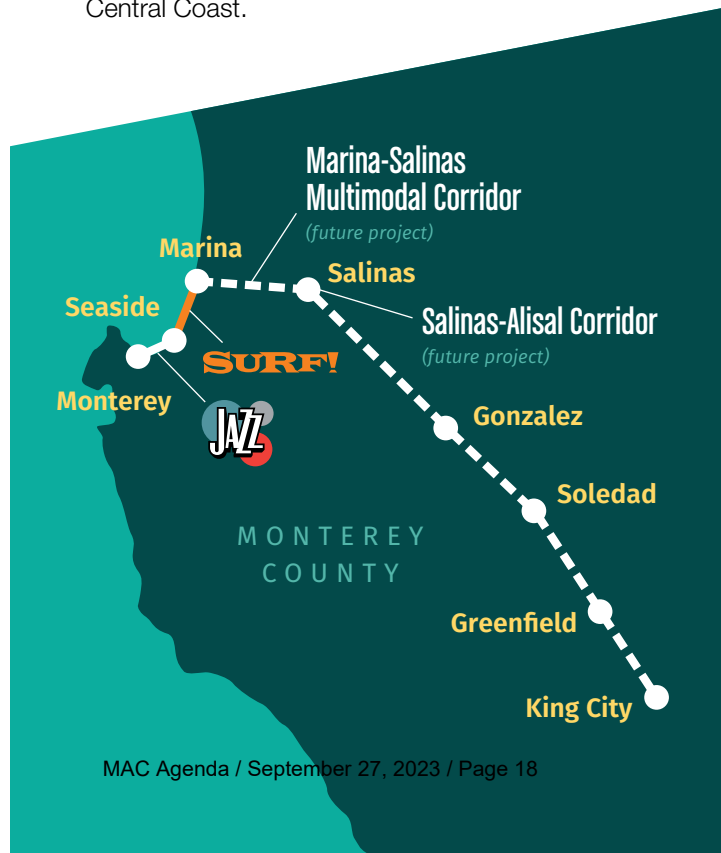 Central Coast.
Marina-Salinas
Multimodal Corridor
(future project)
Marina
Salinas
Seaside
Salinas-Alisal Corridor
(future project)
SURF!
Monterey
JAZZ
Gonzalez
Soledad
MONTEREY
COUNTY
Greenfield
King City
MAC Agenda / September 27, 2023 / Page 18